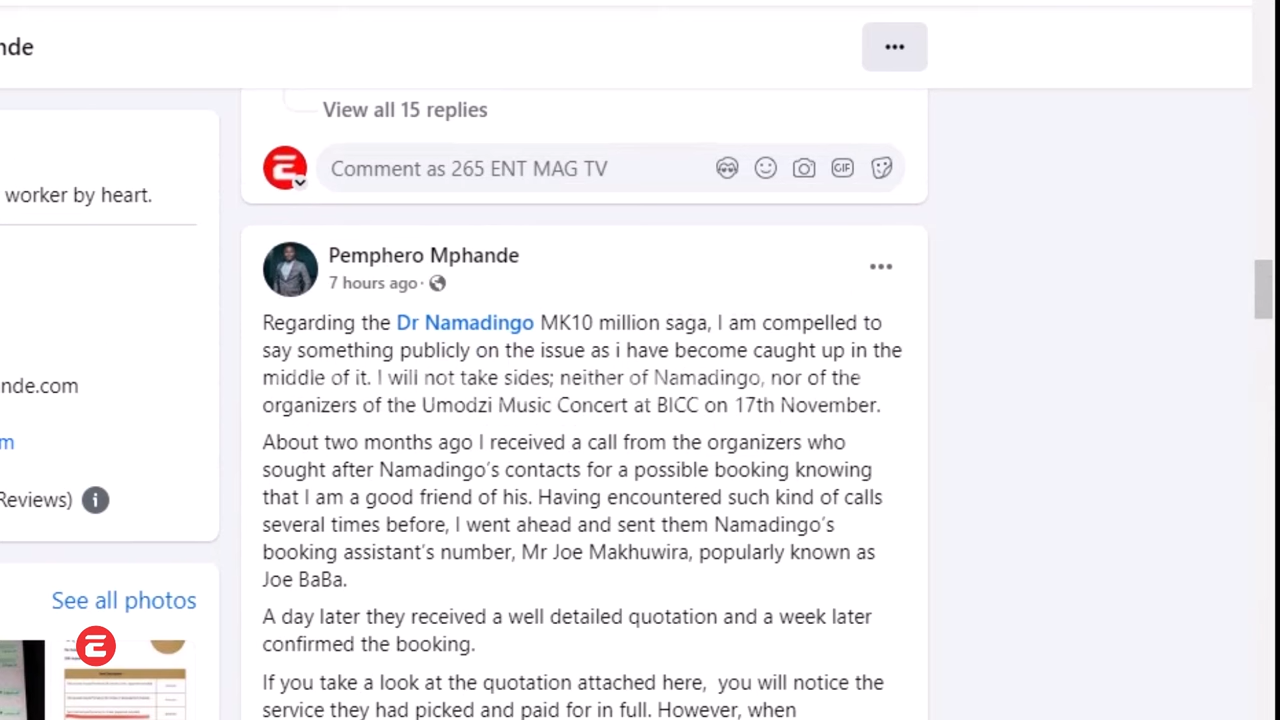 nde
View all 15 replies
Comment as 265 ENT MAG TV
GIF
worker by heart.
Pemphero Mphande
7 hours ago ·
Regarding the Dr Namadingo MK10 million saga, I am compelled to
say something publicly on the issue as i have become caught up in the
middle of it. I will not take sides; neither of Namadingo, nor of the
organizers of the Umodzi Music Concert at BICC on 17th November.
nde.com
m
Reviews)
About two months ago I received a call from the organizers who
sought after Namadingo's contacts for a possible booking knowing
that I am a good friend of his. Having encountered such kind of calls
several times before, I went ahead and sent them Namadingo's
booking assistant's number, Mr Joe Makhuwira, popularly known as
Joe BaBa.
See all photos
A day later they received a well detailed quotation and a week later
confirmed the booking.
If you take a look at the quotation attached here, you will notice the
service they had picked and paid for in full. However, when